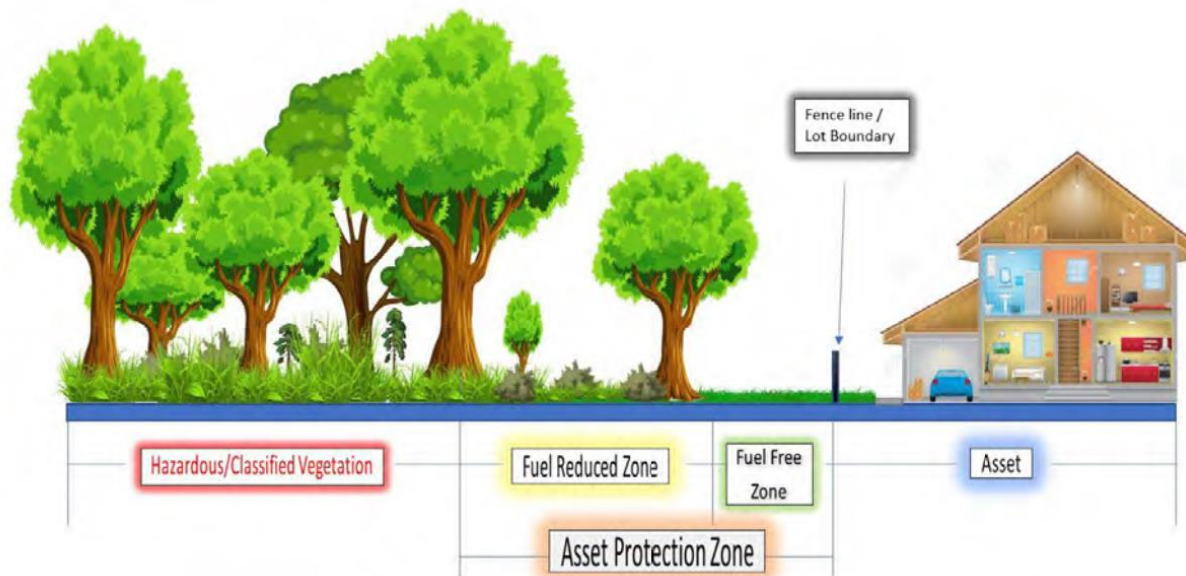 Fence line /
Lot Boundary
Hazardous/Classified Vegetation
Fuel Reduced Zone
Fuel Free
Zone
Asset
Asset Protection Zone